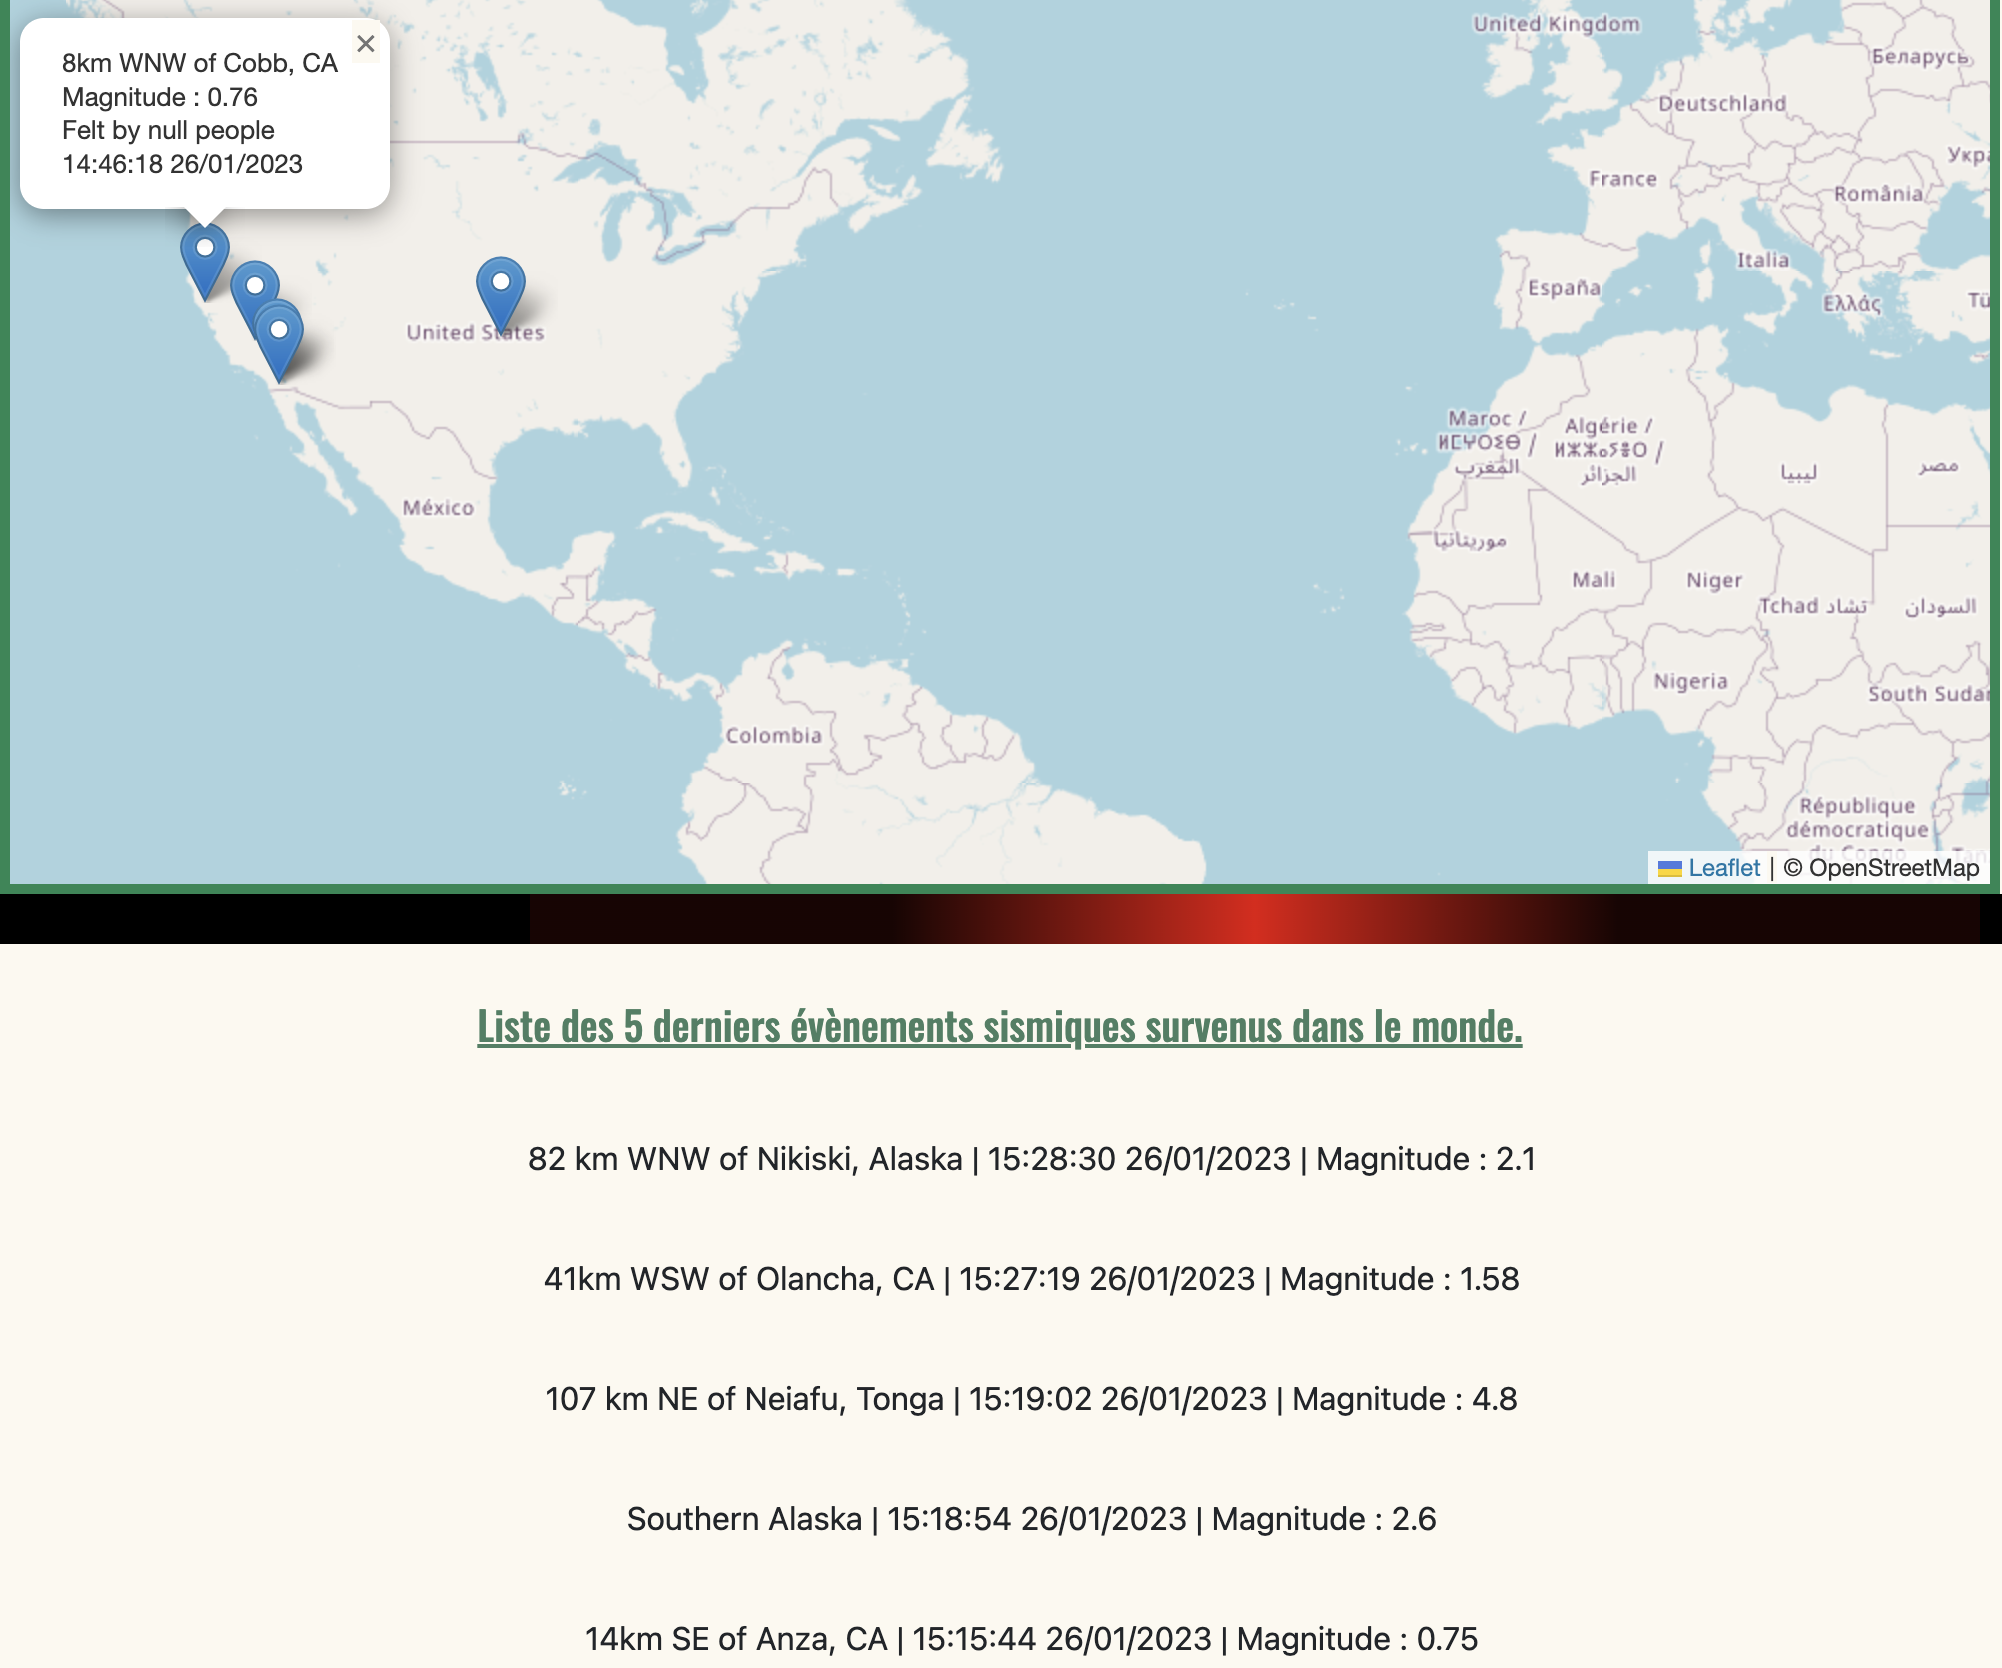 8km WNW of Cobb, CA
Magnitude : 0.76
Felt by null people
14:46:18 26/01/2023
United Kingdom
Беларусь
Deutschland
Укра
France
România
Italia
España
Ελλάς
Tü
United States
México
Maroc /
ⵍⵎⵖⵔⵉⴱ /
المغرب
Algérie /
ⵍⵣⵣⴰⵢⴻⵔ /
الجزائر
ليبيا
مصر
موريتانيا
Mali
Niger
Tchad تشاد
السودان
Nigeria
South Sudan
Colombia
République
démocratique
du Congo
Tan
Leaflet | © OpenStreetMap
Liste des 5 derniers évènements sismiques survenus dans le monde.
82 km WNW of Nikiski, Alaska | 15:28:30 26/01/2023 | Magnitude : 2.1
41km WSW of Olancha, CA | 15:27:19 26/01/2023 | Magnitude : 1.58
107 km NE of Neiafu, Tonga | 15:19:02 26/01/2023 | Magnitude : 4.8
Southern Alaska | 15:18:54 26/01/2023 | Magnitude : 2.6
14km SE of Anza, CA | 15:15:44 26/01/2023 | Magnitude : 0.75